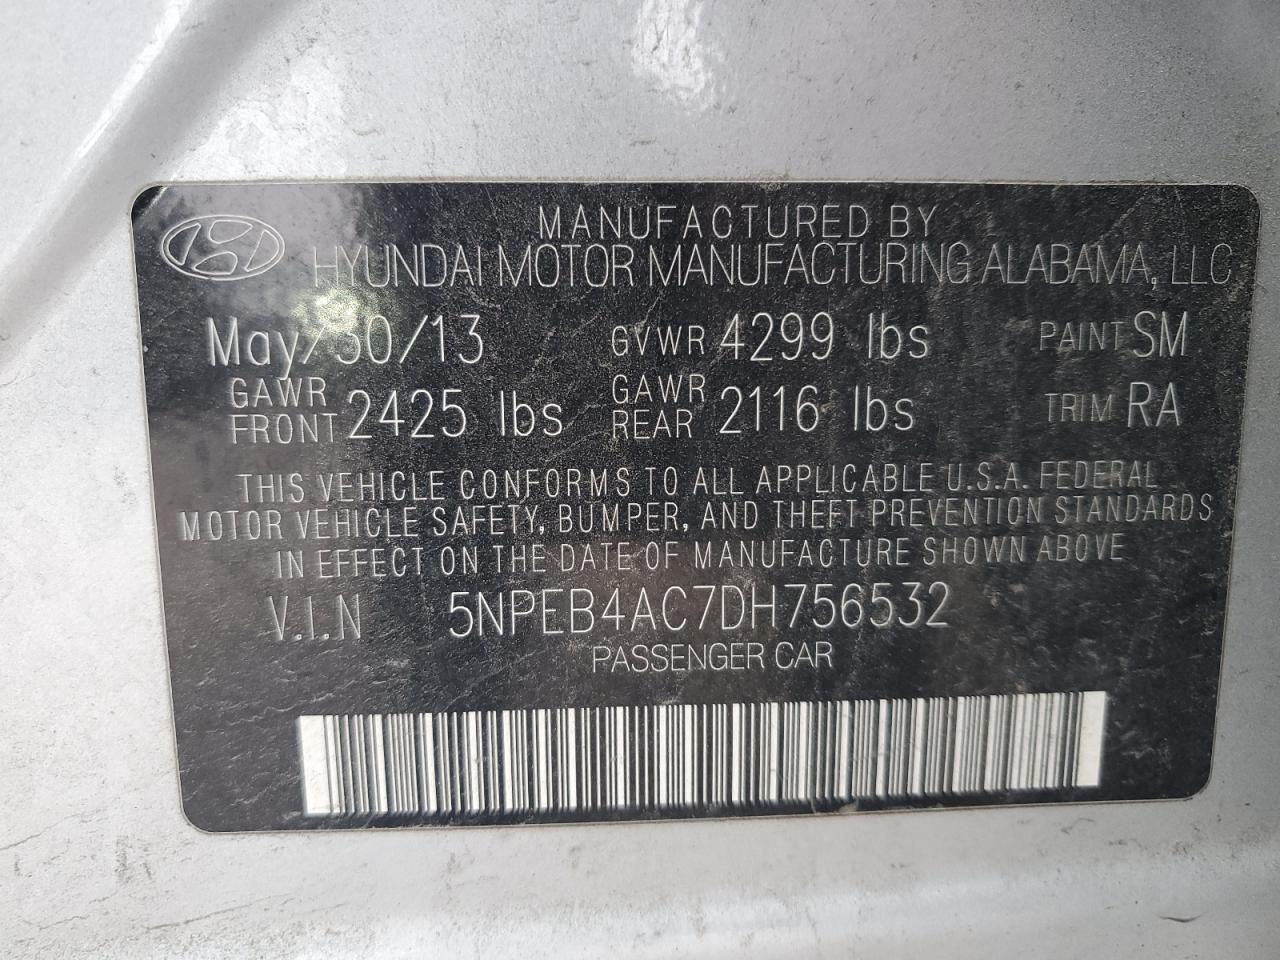 MANUFACTURED BY
HYUNDAI MOTOR MANUFACTURING ALABAMA, LLC
May/30/13 GVWR 4299 lbs PAINT SM
GAWR FRONT 2425 lbs GAWR REAR 2116 lbs TRIM RA
THIS VEHICLE CONFORMS TO ALL APPLICABLE U.S.A. FEDERAL
MOTOR VEHICLE SAFETY, BUMPER, AND THEFT PREVENTION STANDARDS
IN EFFECT ON THE DATE OF MANUFACTURE SHOWN ABOVE
V.I.N 5NPEB4AC7DH756532
PASSENGER CAR